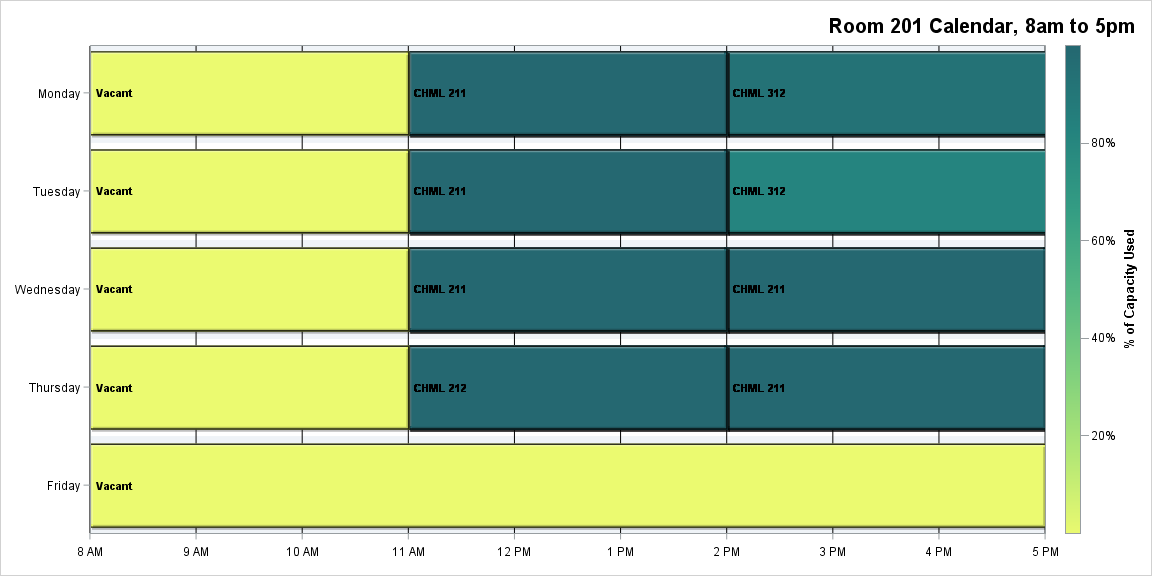 Room 201 Calendar, 8am to 5pm
Monday
Vacant
CHML 211
CHML 312
Tuesday
Vacant
CHML 211
CHML 312
Wednesday
Vacant
CHML 211
CHML 211
Thursday
Vacant
CHML 212
CHML 211
Friday
Vacant
8 AM
9 AM
10 AM
11 AM
12 PM
1 PM
2 PM
3 PM
4 PM
5 PM
80%
60%
40%
20%
% of Capacity Used